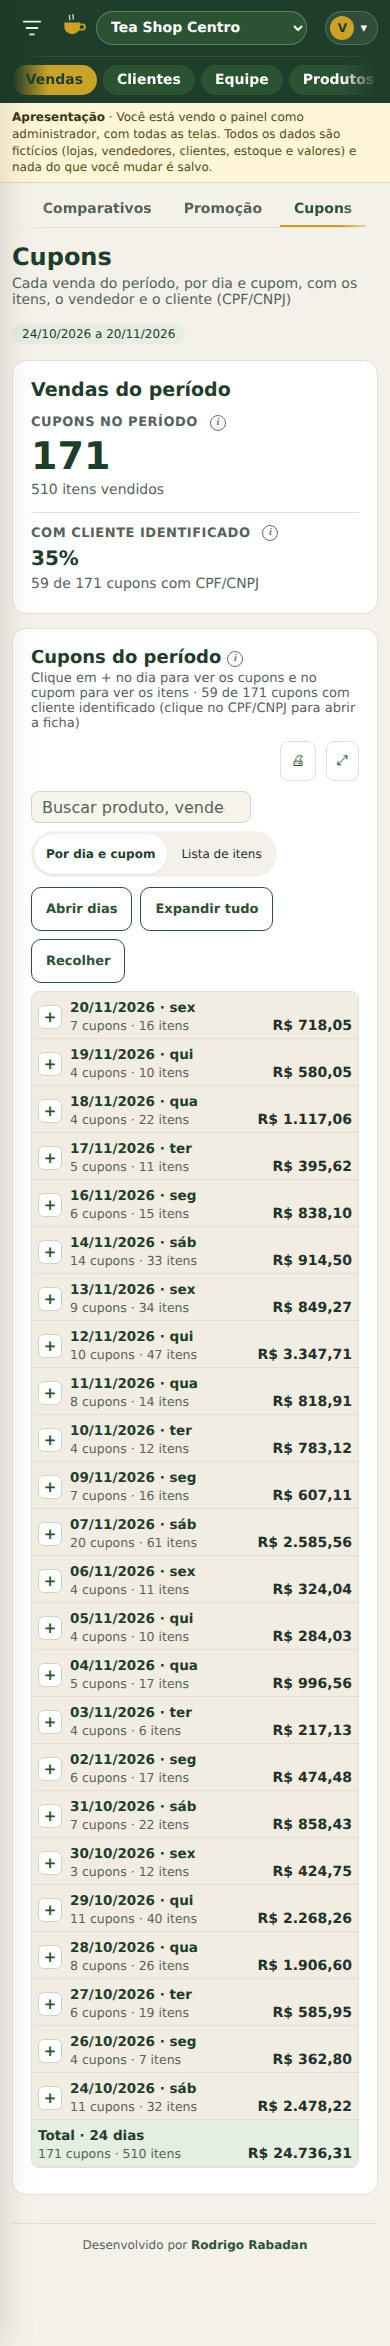 Tea Shop Centro
V ▾
Vendas Clientes Equipe Produtos
Apresentação · Você está vendo o painel como
administrador, com todas as telas. Todos os dados são
fictícios (lojas, vendedores, clientes, estoque e valores) e
nada do que você mudar é salvo.
Comparativos Promoção Cupons
Cupons
Cada venda do período, por dia e cupom, com os
itens, o vendedor e o cliente (CPF/CNPJ)
24/10/2026 a 20/11/2026
Vendas do período
CUPONS NO PERÍODO i
171
510 itens vendidos
COM CLIENTE IDENTIFICADO i
35%
59 de 171 cupons com CPF/CNPJ
Cupons do período i
Clique em + no dia para ver os cupons e no
cupom para ver os itens · 59 de 171 cupons com
cliente identificado (clique no CPF/CNPJ para abrir
a ficha)
Buscar produto, vende
Por dia e cupom Lista de itens
Abrir dias Expandir tudo
Recolher
+ 20/11/2026 · sex
7 cupons · 16 itens R$ 718,05
+ 19/11/2026 · qui
4 cupons · 10 itens R$ 580,05
+ 18/11/2026 · qua
4 cupons · 22 itens R$ 1.117,06
+ 17/11/2026 · ter
5 cupons · 11 itens R$ 395,62
+ 16/11/2026 · seg
6 cupons · 15 itens R$ 838,10
+ 14/11/2026 · sáb
14 cupons · 33 itens R$ 914,50
+ 13/11/2026 · sex
9 cupons · 34 itens R$ 849,27
+ 12/11/2026 · qui
10 cupons · 47 itens R$ 3.347,71
+ 11/11/2026 · qua
8 cupons · 14 itens R$ 818,91
+ 10/11/2026 · ter
4 cupons · 12 itens R$ 783,12
+ 09/11/2026 · seg
7 cupons · 16 itens R$ 607,11
+ 07/11/2026 · sáb
20 cupons · 61 itens R$ 2.585,56
+ 06/11/2026 · sex
4 cupons · 11 itens R$ 324,04
+ 05/11/2026 · qui
4 cupons · 10 itens R$ 284,03
+ 04/11/2026 · qua
5 cupons · 17 itens R$ 996,56
+ 03/11/2026 · ter
4 cupons · 6 itens R$ 217,13
+ 02/11/2026 · seg
6 cupons · 17 itens R$ 474,48
+ 31/10/2026 · sáb
7 cupons · 22 itens R$ 858,43
+ 30/10/2026 · sex
3 cupons · 12 itens R$ 424,75
+ 29/10/2026 · qui
11 cupons · 40 itens R$ 2.268,26
+ 28/10/2026 · qua
8 cupons · 26 itens R$ 1.906,60
+ 27/10/2026 · ter
6 cupons · 19 itens R$ 585,95
+ 26/10/2026 · seg
4 cupons · 7 itens R$ 362,80
+ 24/10/2026 · sáb
11 cupons · 32 itens R$ 2.478,22
Total · 24 dias
171 cupons · 510 itens R$ 24.736,31
Desenvolvido por Rodrigo Rabadan